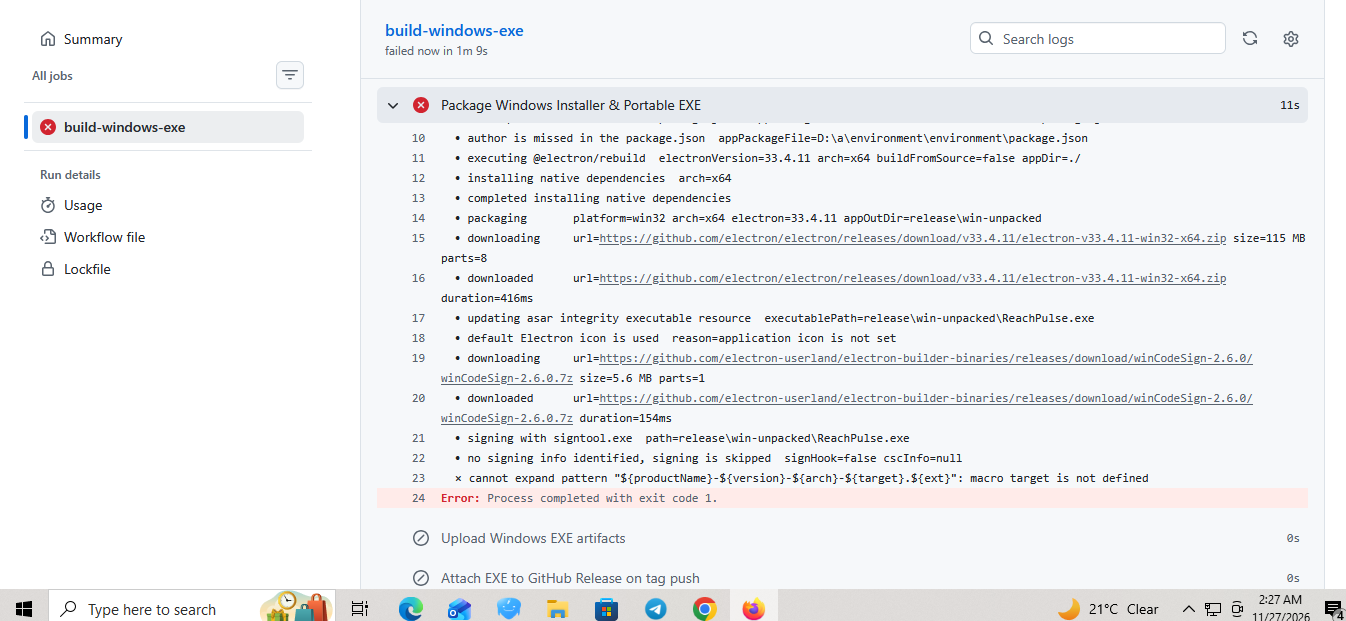 Summary
All jobs
build-windows-exe
Run details
Usage
Workflow file
Lockfile
build-windows-exe
failed now in 1m 9s
Search logs
Package Windows Installer & Portable EXE 11s
10 • author is missed in the package.json appPackageFile=D:\a\environment\environment\package.json
11 • executing @electron/rebuild electronVersion=33.4.11 arch=x64 buildFromSource=false appDir=./
12 • installing native dependencies arch=x64
13 • completed installing native dependencies
14 • packaging platform=win32 arch=x64 electron=33.4.11 appOutDir=release\win-unpacked
15 • downloading url=https://github.com/electron/electron/releases/download/v33.4.11/electron-v33.4.11-win32-x64.zip size=115 MB
parts=8
16 • downloaded url=https://github.com/electron/electron/releases/download/v33.4.11/electron-v33.4.11-win32-x64.zip
duration=416ms
17 • updating asar integrity executable resource executablePath=release\win-unpacked\ReachPulse.exe
18 • default Electron icon is used reason=application icon is not set
19 • downloading url=https://github.com/electron-userland/electron-builder-binaries/releases/download/winCodeSign-2.6.0/
winCodeSign-2.6.0.7z size=5.6 MB parts=1
20 • downloaded url=https://github.com/electron-userland/electron-builder-binaries/releases/download/winCodeSign-2.6.0/
winCodeSign-2.6.0.7z duration=154ms
21 • signing with signtool.exe path=release\win-unpacked\ReachPulse.exe
22 • no signing info identified, signing is skipped signHook=false cscInfo=null
23 ⨯ cannot expand pattern "${productName}-${version}-${arch}-${target}.${ext}": macro target is not defined
24 Error: Process completed with exit code 1.
Upload Windows EXE artifacts 0s
Attach EXE to GitHub Release on tag push 0s
Type here to search
21°C Clear
2:27 AM
11/27/2026
4